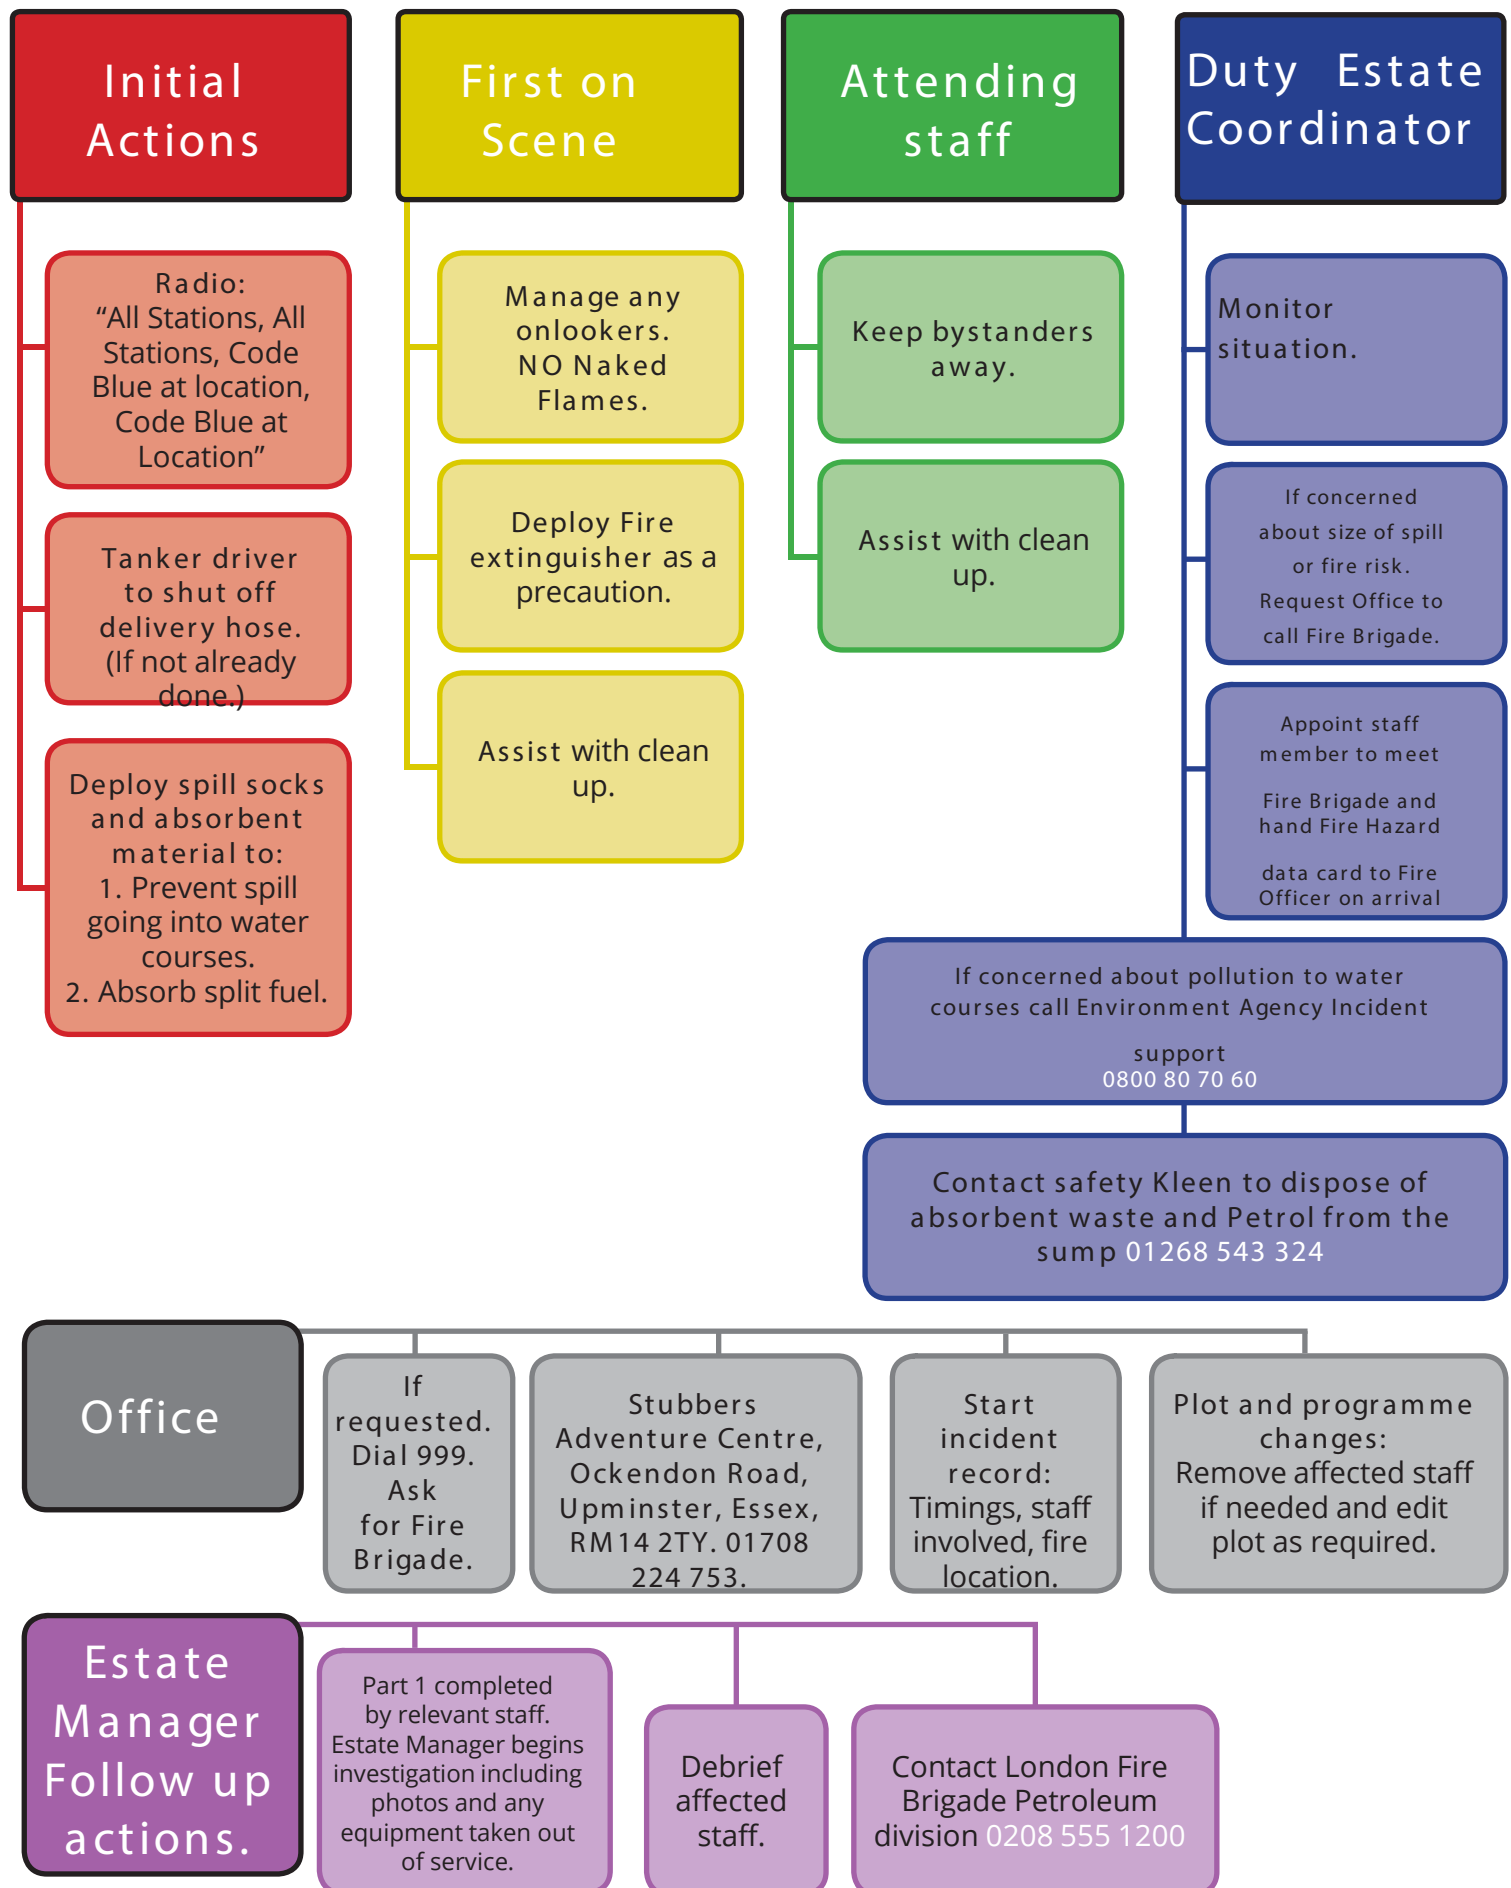 Initial
Actions
Radio:
“All Stations, All
Stations, Code
Blue at location,
Code Blue at
Location”
Tanker driver
to shut off
delivery hose.
(If not already
done.)
Deploy spill socks
and absorbent
material to:
1. Prevent spill
going into water
courses.
2. Absorb split fuel.
First on
Scene
Manage any
onlookers.
NO Naked
Flames.
Deploy Fire
extinguisher as a
precaution.
Assist with clean
up.
Attending
staff
Keep bystanders
away.
Assist with clean
up.
Duty Estate
Coordinator
Monitor
situation.
If concerned
about size of spill
or fire risk.
Request Office to
call Fire Brigade.
Appoint staff
member to meet
Fire Brigade and
hand Fire Hazard
data card to Fire
Officer on arrival
If concerned about pollution to water
courses call Environment Agency Incident
support
0800 80 70 60
Contact safety Kleen to dispose of
absorbent waste and Petrol from the
sump 01268 543 324
Office
If
requested.
Dial 999.
Ask
for Fire
Brigade.
Stubbers
Adventure Centre,
Ockendon Road,
Upminster, Essex,
RM14 2TY. 01708
224 753.
Start
incident
record:
Timings, staff
involved, fire
location.
Plot and programme
changes:
Remove affected staff
if needed and edit
plot as required.
Estate
Manager
Follow up
actions.
Part 1 completed
by relevant staff.
Estate Manager begins
investigation including
photos and any
equipment taken out
of service.
Debrief
affected
staff.
Contact London Fire
Brigade Petroleum
division 0208 555 1200